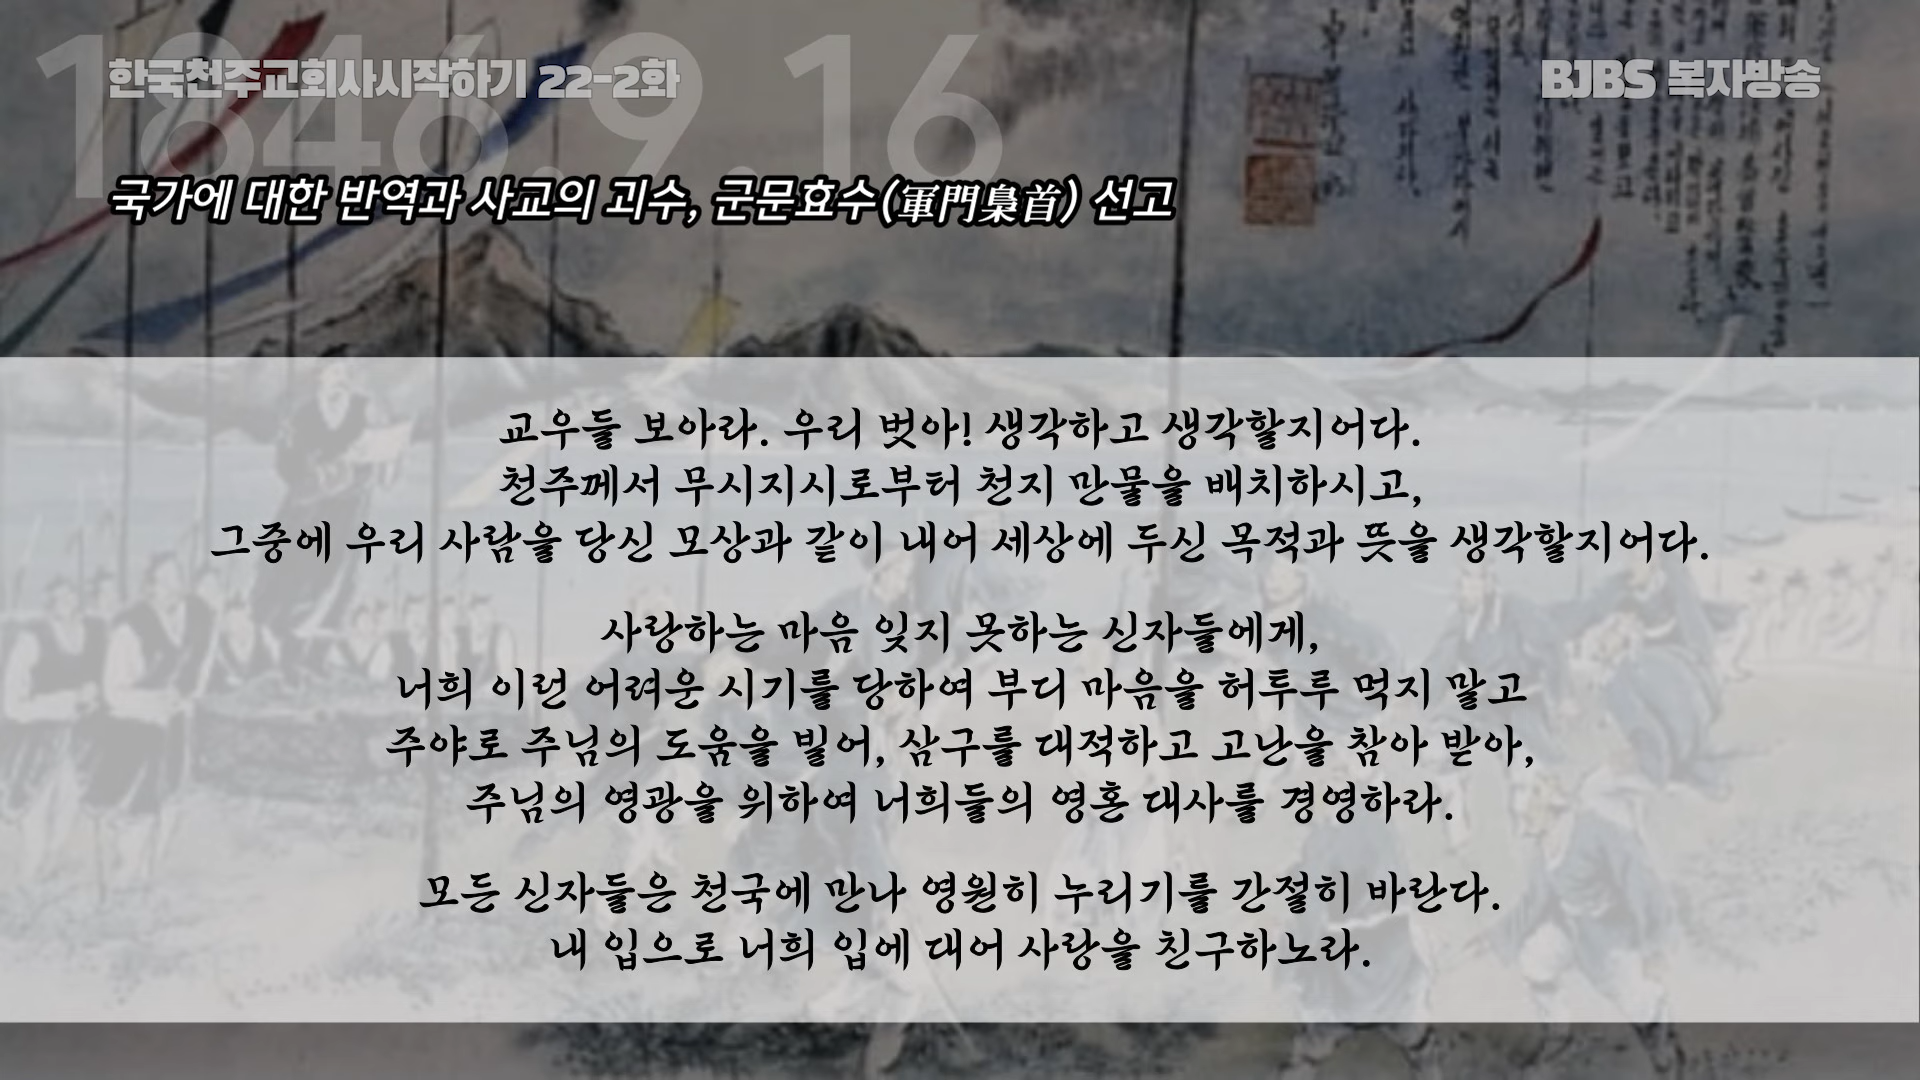 1846.9.16
한국천주교회사시작하기 22-2화
BJBS 복자방송
국가에 대한 반역과 사교의 괴수, 군문효수(軍門梟首) 선고
교우들 보아라. 우리 벗아! 생각하고 생각할지어다.
천주께서 무시지시로부터 천지 만물을 배치하시고,
그중에 우리 사람을 당신 모상과 같이 내어 세상에 두신 목적과 뜻을 생각할지어다.
사랑하는 마음 잊지 못하는 신자들에게,
너희 이런 어려운 시기를 당하여 부디 마음을 허투루 먹지 말고
주야로 주님의 도움을 빌어, 삼구를 대적하고 고난을 참아 받아,
주님의 영광을 위하여 너희들의 영혼 대사를 경영하라.
모든 신자들은 천국에 만나 영원히 누리기를 간절히 바란다.
내 입으로 너희 입에 대어 사랑을 친구하노라.